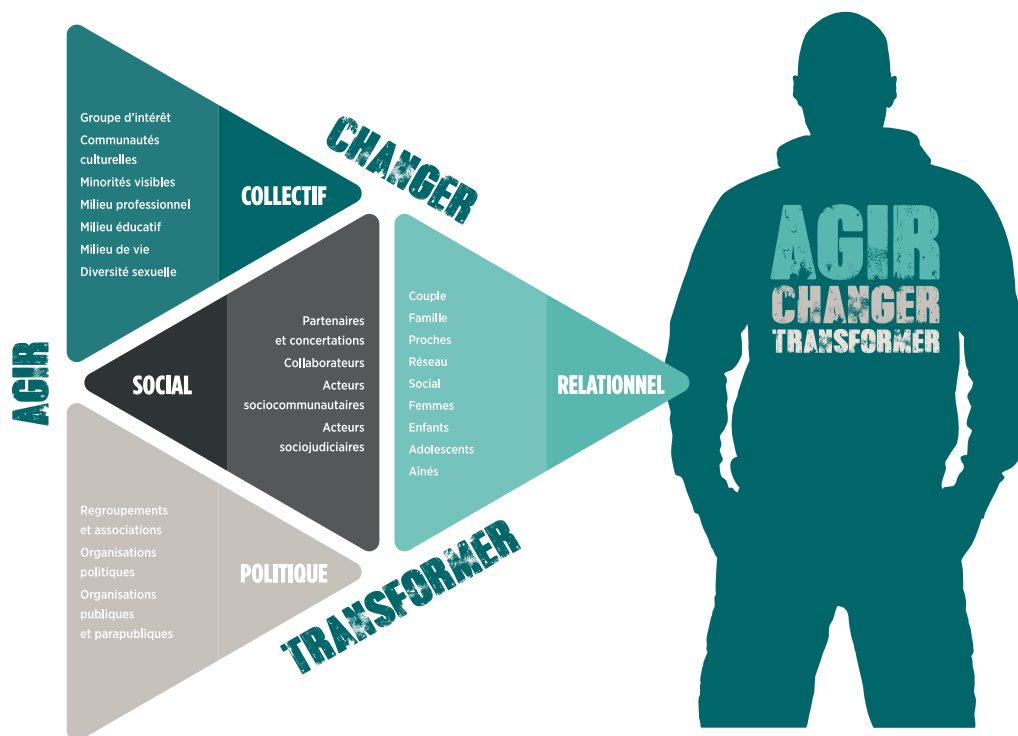 Groupe d'intérêt
Communautés
culturelles
Minorités visibles
Milieu professionnel
Milieu éducatif
Milieu de vie
Diversité sexuelle
COLLECTIF
CHANGER
AGIR
SOCIAL
Partenaires
et concertations
Collaborateurs
Acteurs
sociocommunautaires
Acteurs
sociojudiciaires
Couple
Famille
Proches
Réseau
Social
Femmes
Enfants
Adolescents
Aînés
RELATIONNEL
Regroupements
et associations
Organisations
politiques
Organisations
publiques
et parapubliques
POLITIQUE
TRANSFORMER
AGIR
CHANGER
TRANSFORMER